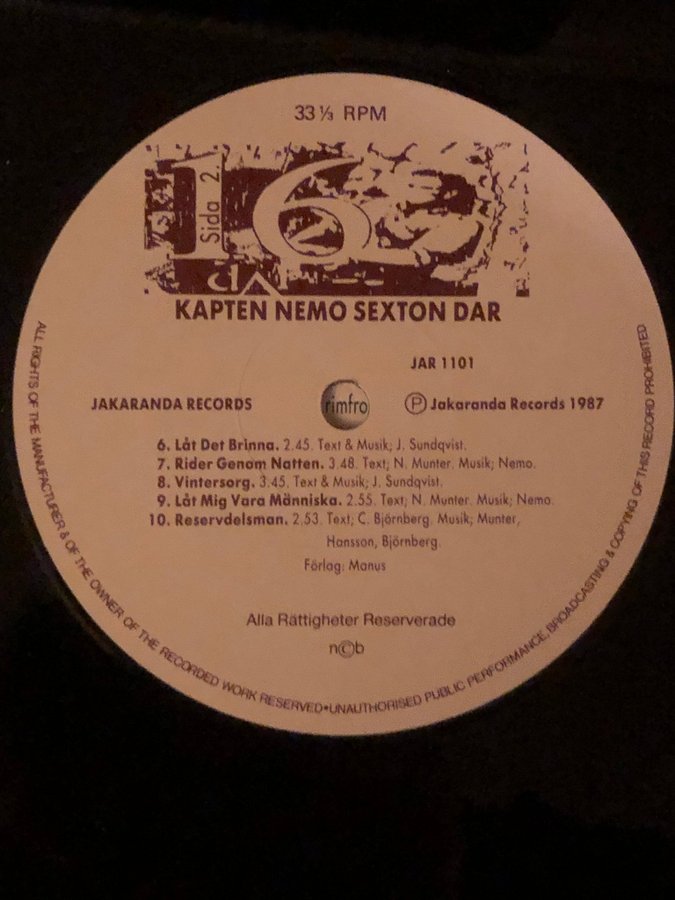 33 ⅓ RPM
16
Sida 2.
KAPTEN NEMO SEXTON DAR
JAR 1101
JAKARANDA RECORDS
Ⓟ Jakaranda Records 1987
rimfro
6. Låt Det Brinna. 2.45. Text & Musik; J. Sundqvist.
7. Rider Genom Natten. 3.48. Text; N. Munter. Musik; Nemo.
8. Vintersorg. 3.45. Text & Musik; J. Sundqvist.
9. Låt Mig Vara Människa. 2.55. Text; N. Munter. Musik; Nemo.
10. Reservdelsman. 2.53. Text; C. Björnberg. Musik; Munter,
Hansson, Björnberg.
Förlag: Manus
Alla Rättigheter Reserverade
n©b
ALL RIGHTS OF THE MANUFACTURER & OF THE OWNER OF THE RECORDED WORK RESERVED•UNAUTHORISED PUBLIC PERFORMANCE, BROADCASTING & COPYING OF THIS RECORD PROHIBITED